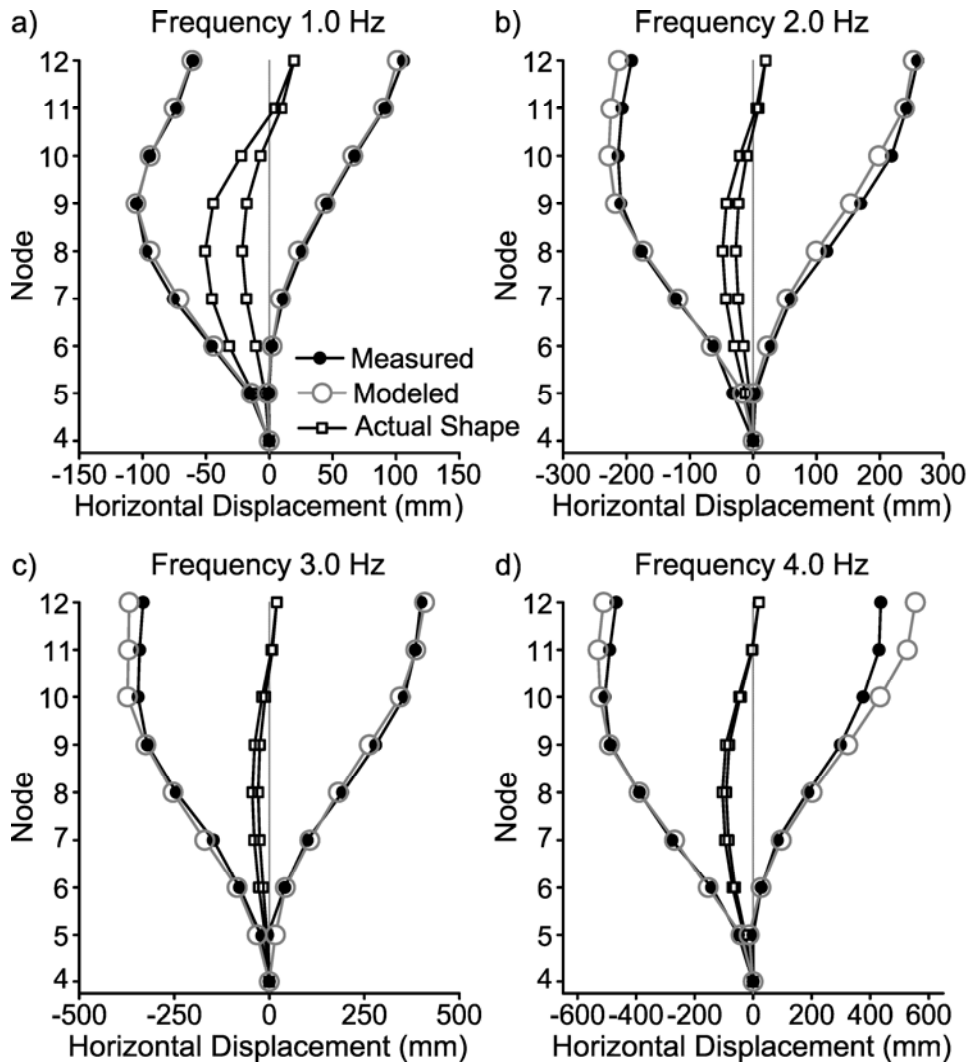 a) Frequency 1.0 Hz
12
11
10
9
8
7
6
5
4
Node
Measured
Modeled
Actual Shape
-150 -100 -50 0 50 100 150
Horizontal Displacement (mm)
b) Frequency 2.0 Hz
12
11
10
9
8
7
6
5
4
Node
-300 -200 -100 0 100 200 300
Horizontal Displacement (mm)
c) Frequency 3.0 Hz
12
11
10
9
8
7
6
5
4
Node
-500 -250 0 250 500
Horizontal Displacement (mm)
d) Frequency 4.0 Hz
12
11
10
9
8
7
6
5
4
Node
-600 -400 -200 0 200 400 600
Horizontal Displacement (mm)